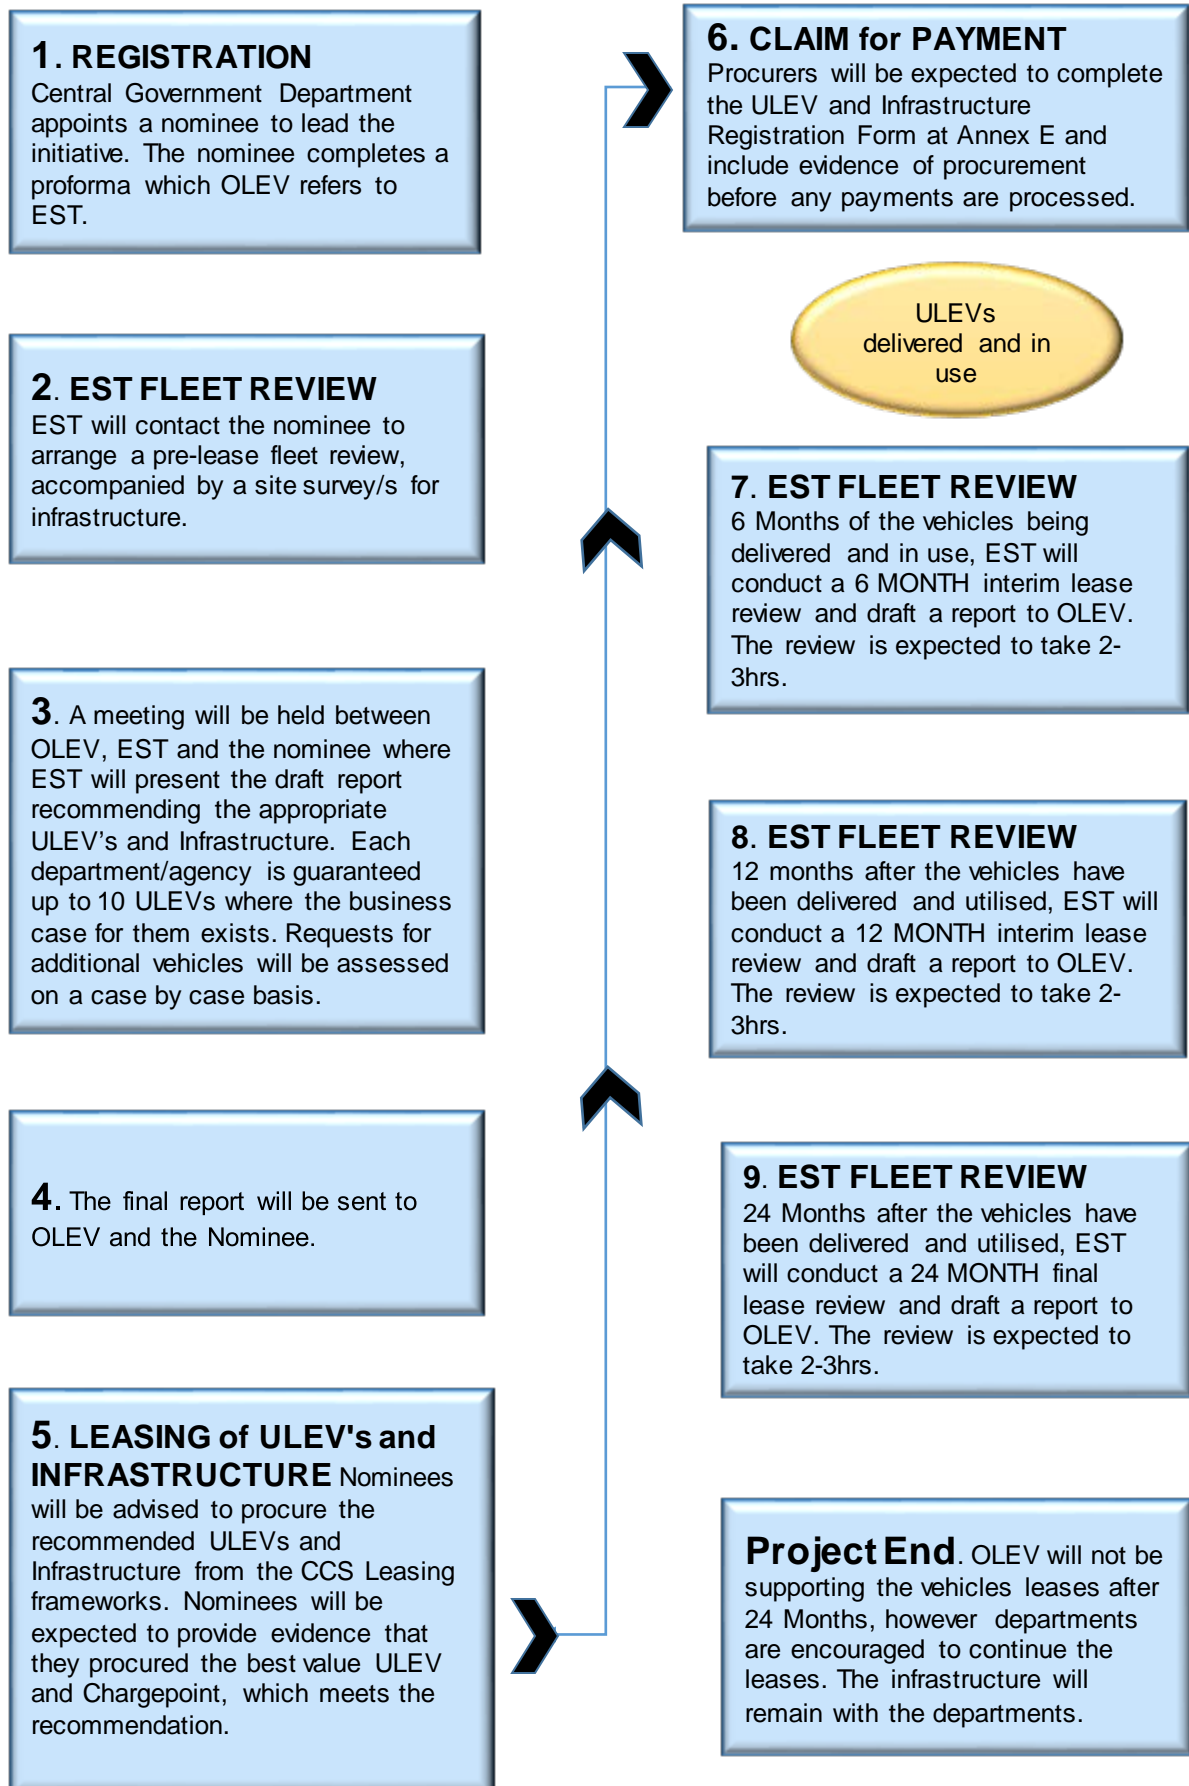 1. REGISTRATION
Central Government Department
appoints a nominee to lead the
initiative. The nominee completes a
proforma which OLEV refers to
EST.
2. EST FLEET REVIEW
EST will contact the nominee to
arrange a pre-lease fleet review,
accompanied by a site survey/s for
infrastructure.
3. A meeting will be held between
OLEV, EST and the nominee where
EST will present the draft report
recommending the appropriate
ULEV’s and Infrastructure. Each
department/agency is guaranteed
up to 10 ULEVs where the business
case for them exists. Requests for
additional vehicles will be assessed
on a case by case basis.
4. The final report will be sent to
OLEV and the Nominee.
5. LEASING of ULEV's and
INFRASTRUCTURE Nominees
will be advised to procure the
recommended ULEVs and
Infrastructure from the CCS Leasing
frameworks. Nominees will be
expected to provide evidence that
they procured the best value ULEV
and Chargepoint, which meets the
recommendation.
6. CLAIM for PAYMENT
Procurers will be expected to complete
the ULEV and Infrastructure
Registration Form at Annex E and
include evidence of procurement
before any payments are processed.
ULEVs
delivered and in
use
7. EST FLEET REVIEW
6 Months of the vehicles being
delivered and in use, EST will
conduct a 6 MONTH interim lease
review and draft a report to OLEV.
The review is expected to take 2-
3hrs.
8. EST FLEET REVIEW
12 months after the vehicles have
been delivered and utilised, EST will
conduct a 12 MONTH interim lease
review and draft a report to OLEV.
The review is expected to take 2-
3hrs.
9. EST FLEET REVIEW
24 Months after the vehicles have
been delivered and utilised, EST
will conduct a 24 MONTH final
lease review and draft a report to
OLEV. The review is expected to
take 2-3hrs.
Project End. OLEV will not be
supporting the vehicles leases after
24 Months, however departments
are encouraged to continue the
leases. The infrastructure will
remain with the departments.